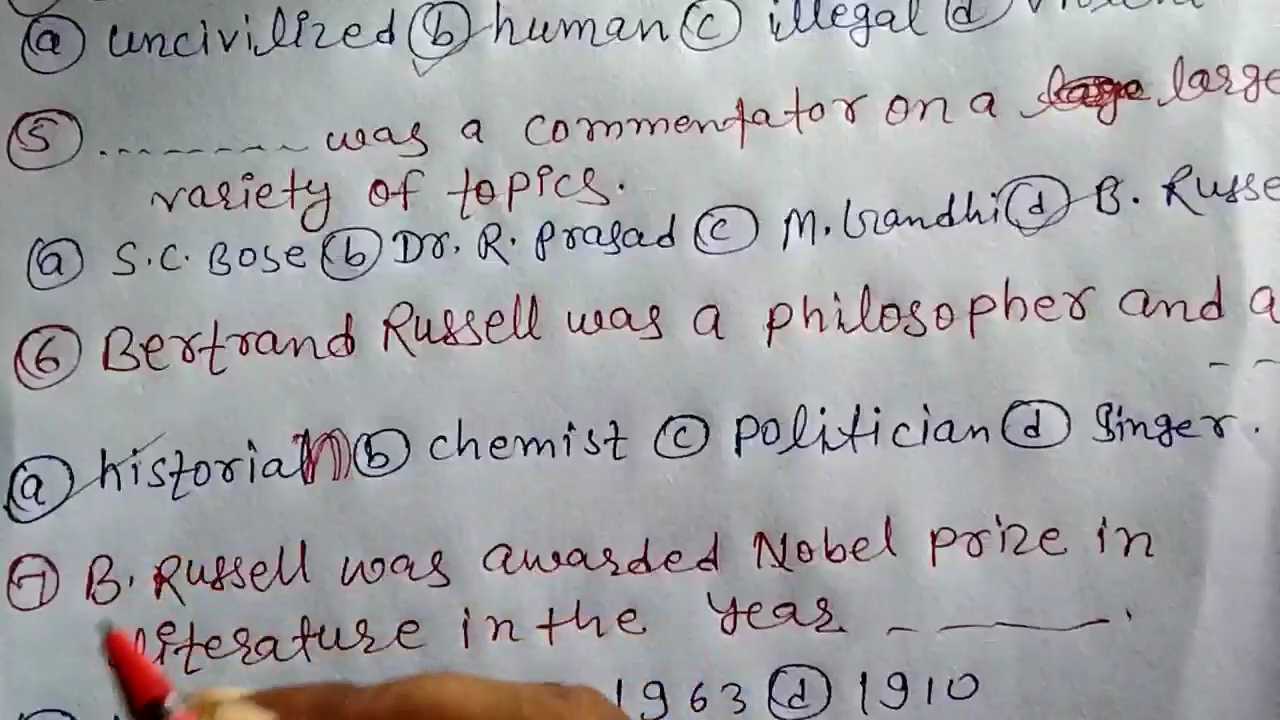 (a) uncivilized (b) human (c) illegal (d)
(5) -------- was a commentator on a large
variety of topics.
(a) S.C. Bose (b) Dr. R. Prasad (c) M. Gandhi (d) B. Russe
(6) Bertrand Russell was a philosopher and a
(a) historian (b) chemist (c) politician (d) Singer.
(7) B. Russell was awarded Nobel prize in
literature in the year ------.
1963 (d) 1910